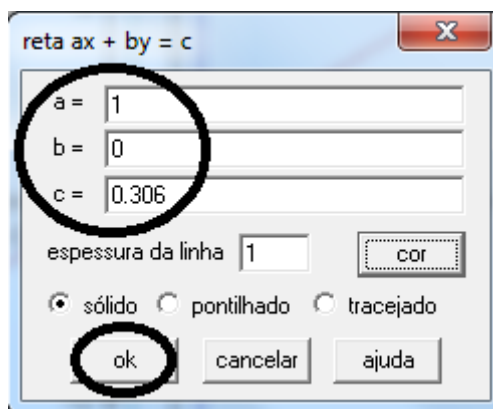 reta ax + by = c
a = 1
b = 0
c = 0.306
espessura da linha 1 cor
sólido pontilhado tracejado
ok cancelar ajuda